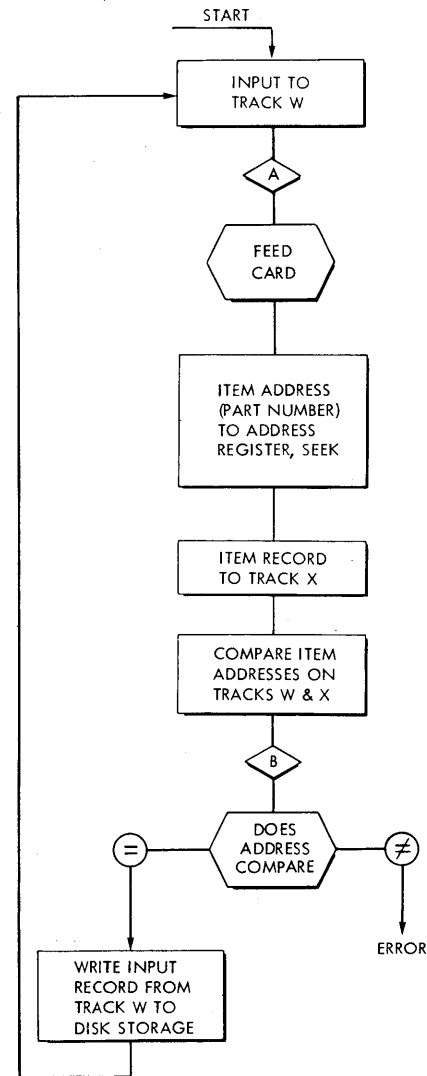 START
INPUT TO
TRACK W
A
FEED
CARD
ITEM ADDRESS
(PART NUMBER)
TO ADDRESS
REGISTER, SEEK
ITEM RECORD
TO TRACK X
COMPARE ITEM
ADDRESSES ON
TRACKS W & X
B
DOES
ADDRESS
COMPARE
=
≠
ERROR
WRITE INPUT
RECORD FROM
TRACK W TO
DISK STORAGE